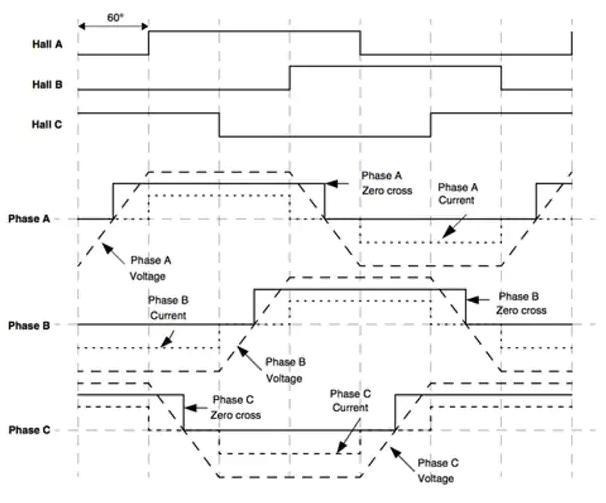 60°
Hall A
Hall B
Hall C
Phase A
Zero cross
Phase A
Current
Phase A
Phase A
Voltage
Phase B
Current
Phase B
Zero cross
Phase B
Phase B
Voltage
Phase C
Zero cross
Phase C
Current
Phase C
Phase C
Voltage